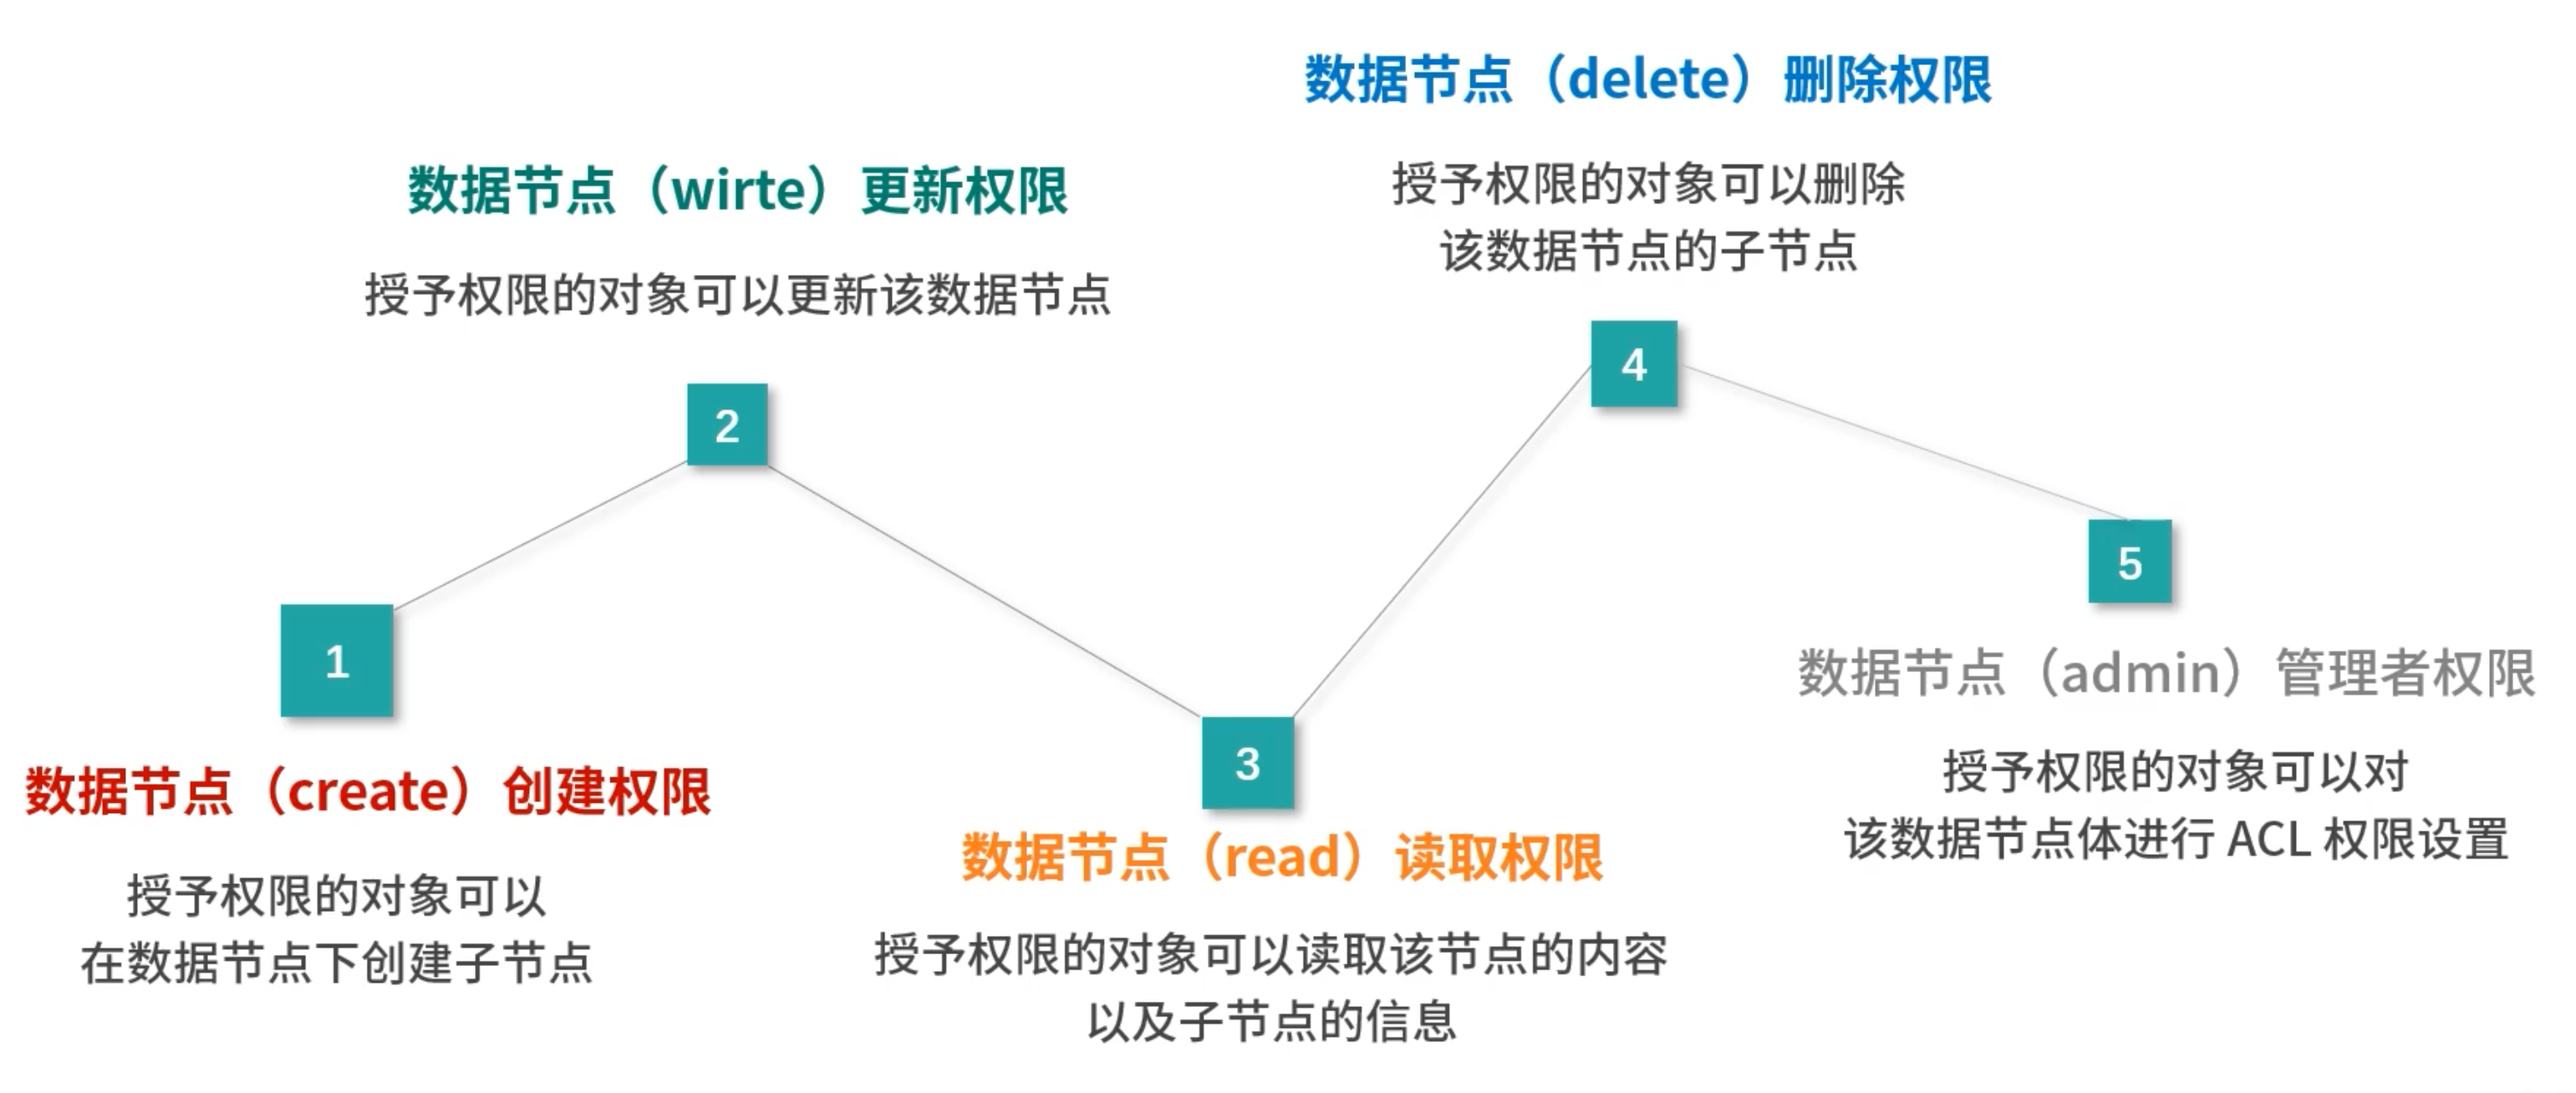 1
数据节点（create）创建权限
授予权限的对象可以
在数据节点下创建子节点
数据节点（wirte）更新权限
授予权限的对象可以更新该数据节点
2
3
数据节点（read）读取权限
授予权限的对象可以读取该节点的内容
以及子节点的信息
数据节点（delete）删除权限
授予权限的对象可以删除
该数据节点的子节点
4
5
数据节点（admin）管理者权限
授予权限的对象可以对
该数据节点体进行 ACL 权限设置